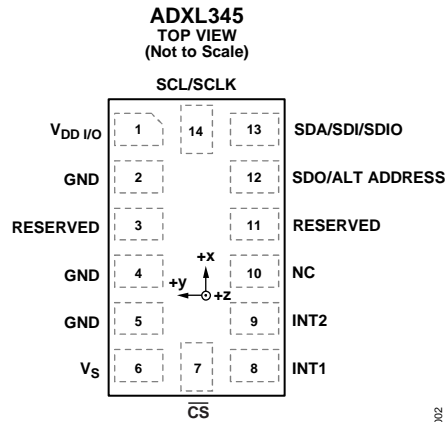 ADXL345
TOP VIEW
(Not to Scale)
SCL/SCLK
VDD I/O 1 14 13 SDA/SDI/SDIO
GND 2 12 SDO/ALT ADDRESS
RESERVED 3 11 RESERVED
+x
GND 4 10 NC
+y +z
GND 5 9 INT2
VS 6 7 8 INT1
CS
002